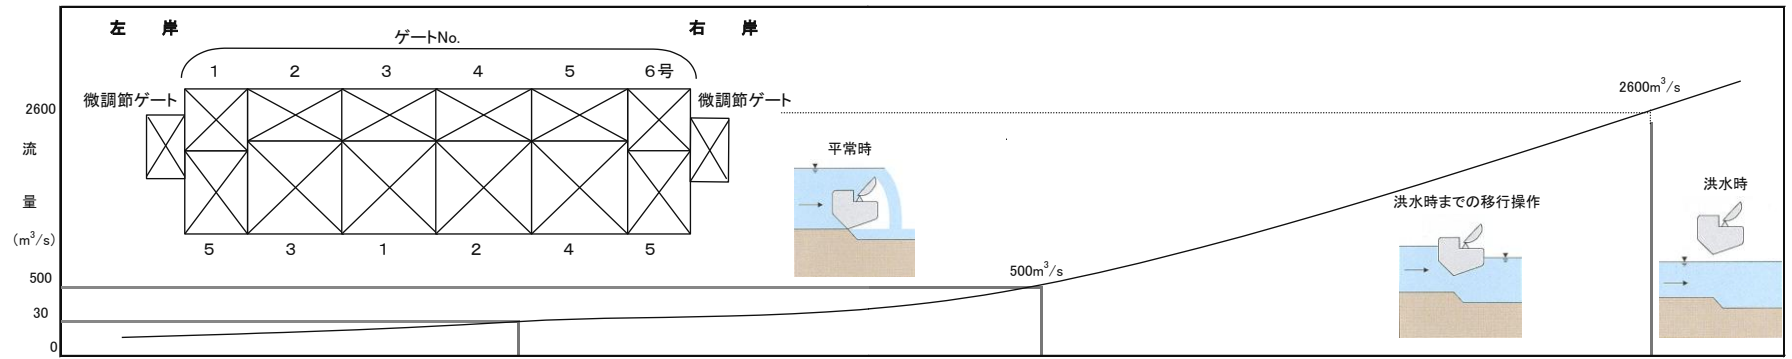 左 岸
右 岸
ゲートNo.
1 2 3 4 5 6号
微調節ゲート
微調節ゲート
2600
流
量
(m³/s)
500
30
0
5 3 1 2 4 5
平常時
500m³/s
洪水時までの移行操作
2600m³/s
洪水時